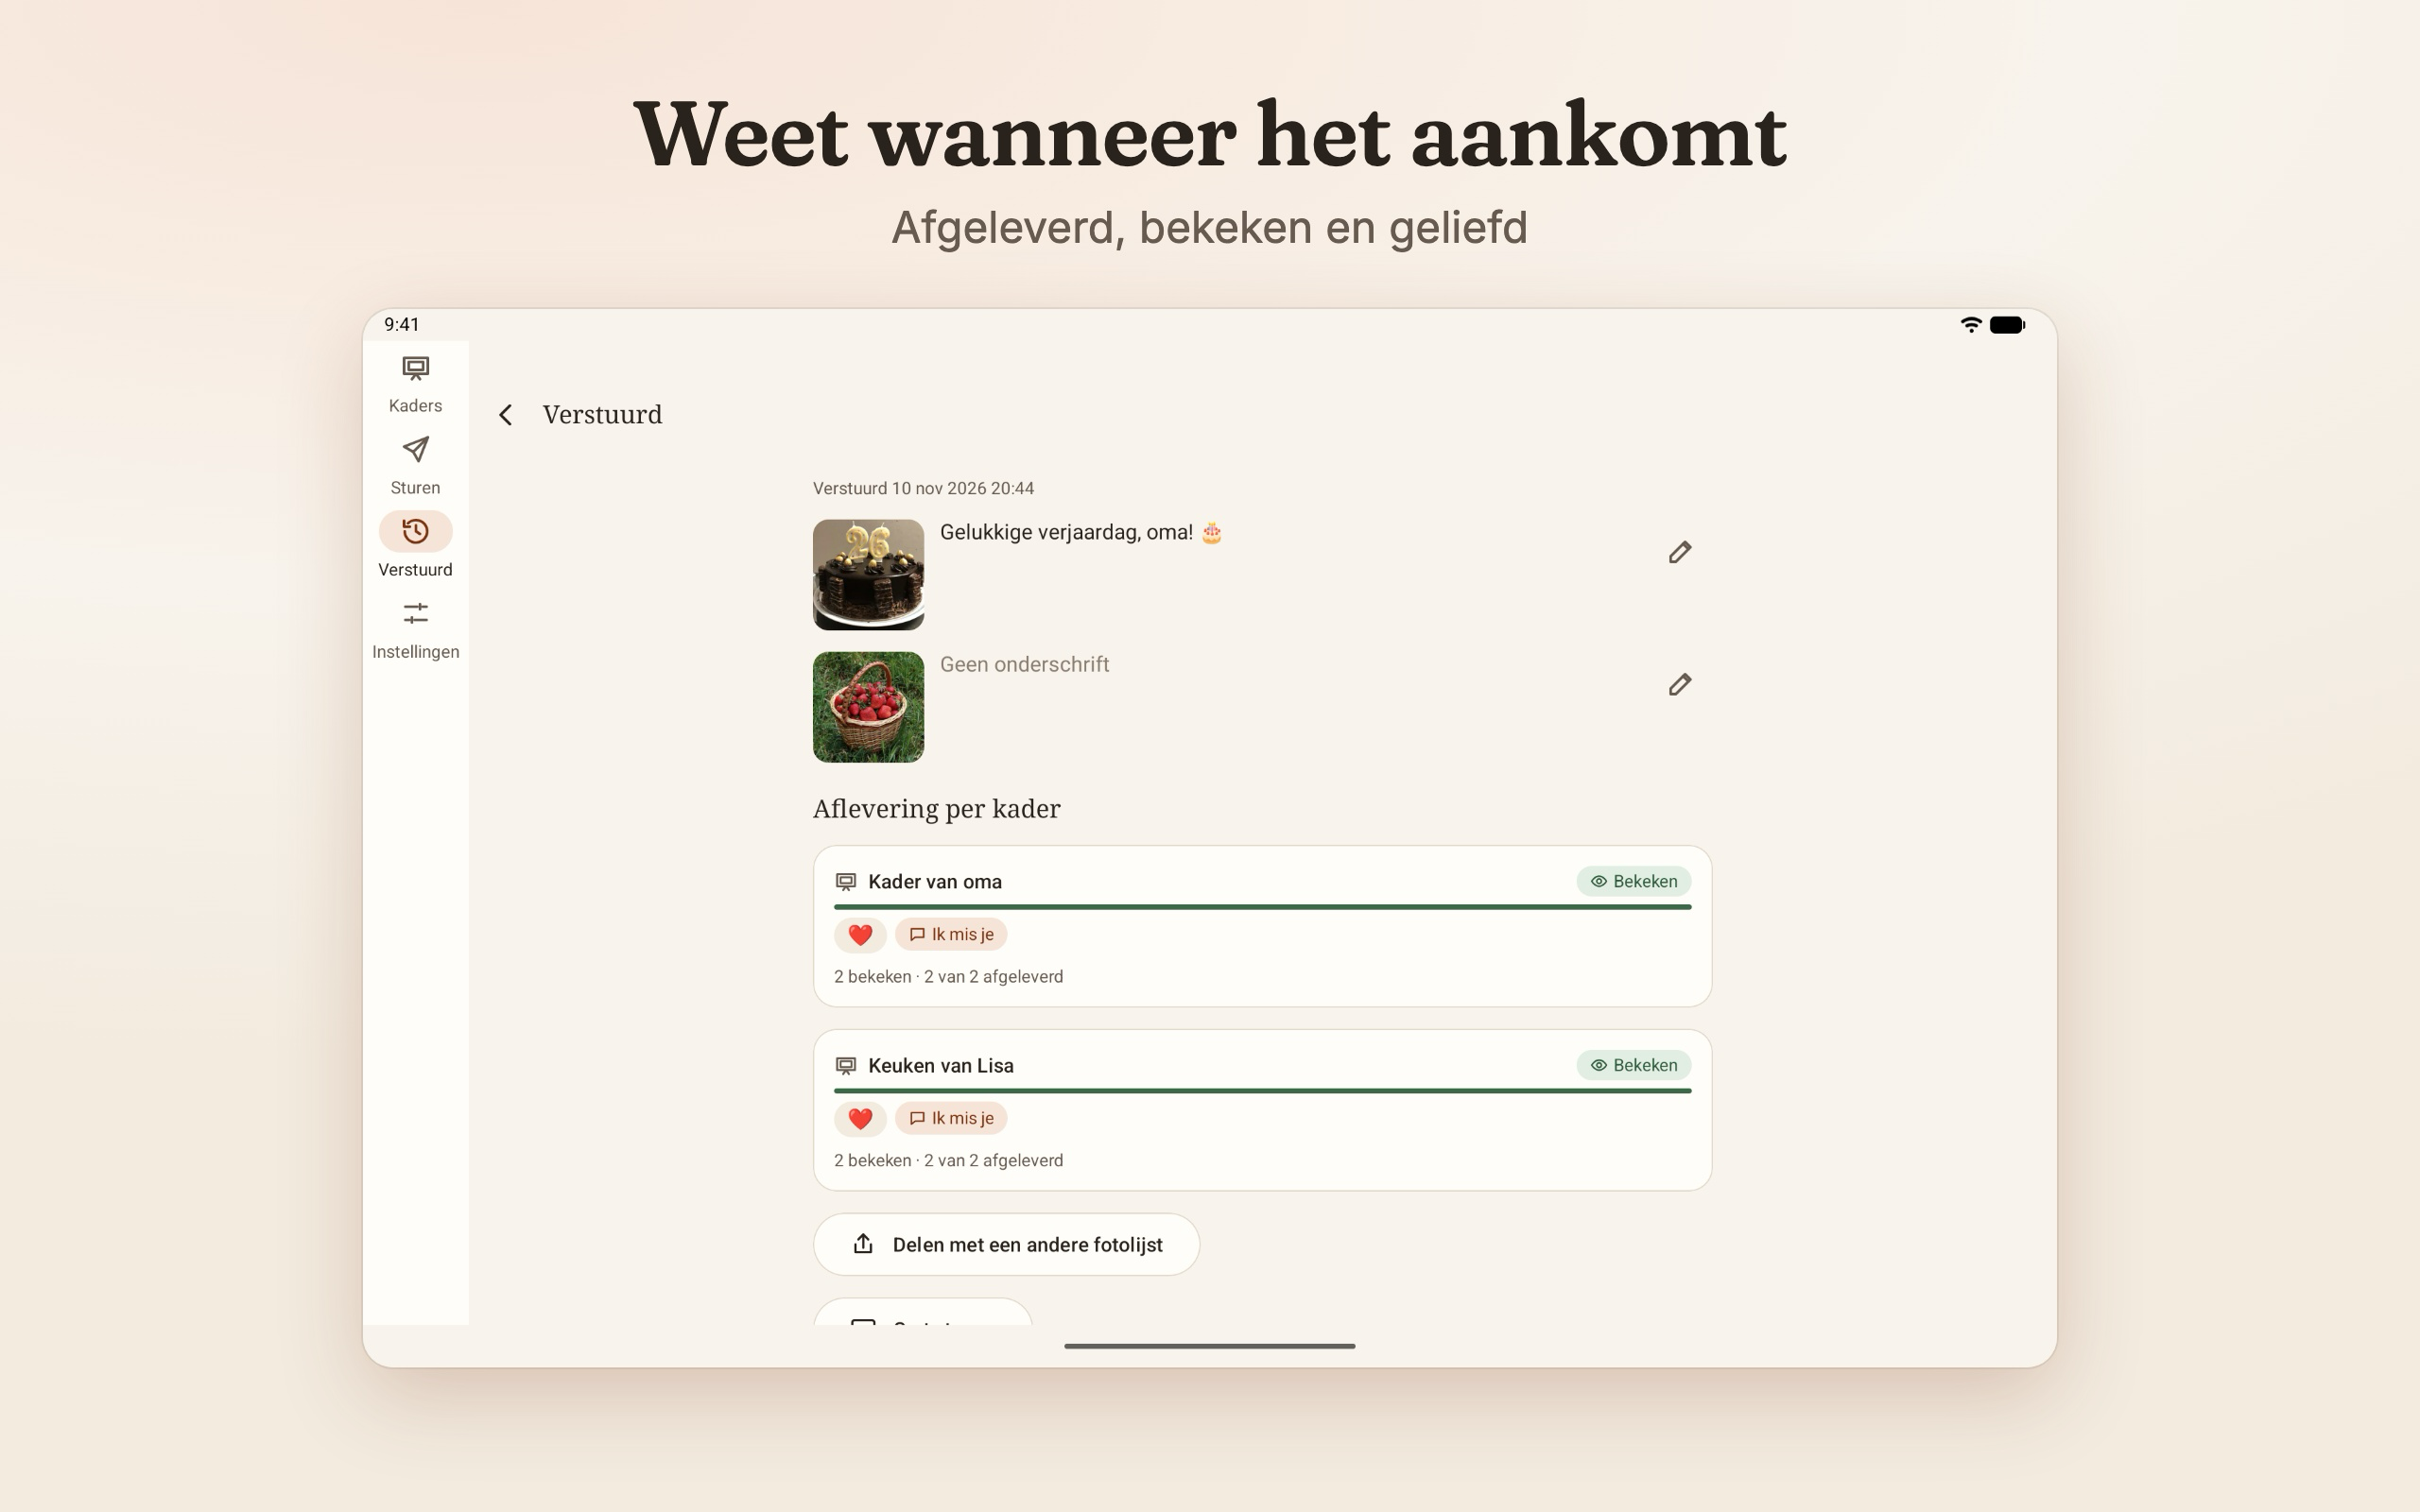 Weet wanneer het aankomt
Afgeleverd, bekeken en geliefd
9:41
Kaders
Sturen
Verstuurd
Instellingen
Verstuurd
Verstuurd 10 nov 2026 20:44
26
Gelukkige verjaardag, oma! 🎂
Geen onderschrift
Aflevering per kader
Kader van oma
Bekeken
❤️ Ik mis je
2 bekeken · 2 van 2 afgeleverd
Keuken van Lisa
Bekeken
❤️ Ik mis je
2 bekeken · 2 van 2 afgeleverd
Delen met een andere fotolijst